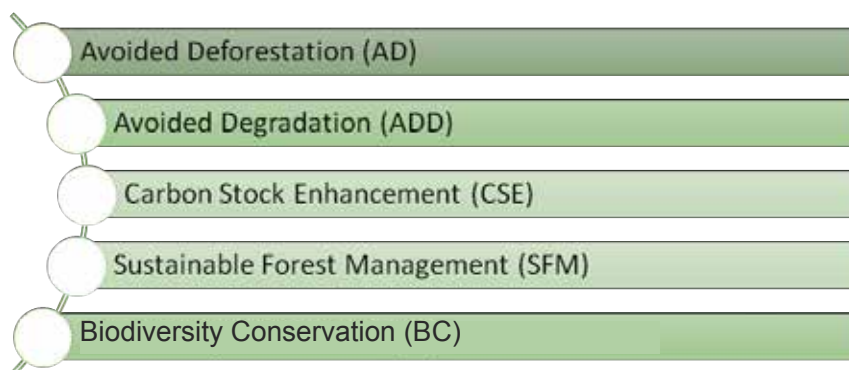 Avoided Deforestation (AD)
Avoided Degradation (ADD)
Carbon Stock Enhancement (CSE)
Sustainable Forest Management (SFM)
Biodiversity Conservation (BC)